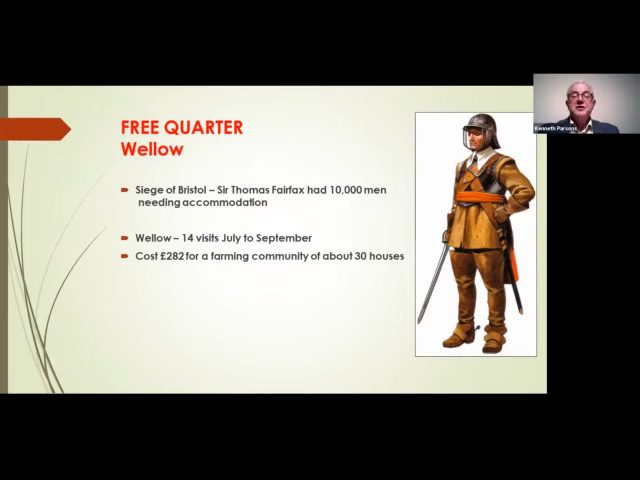 FREE QUARTER
Wellow
Siege of Bristol – Sir Thomas Fairfax had 10,000 men
needing accommodation
Wellow – 14 visits July to September
Cost £282 for a farming community of about 30 houses
Kenneth Parsons